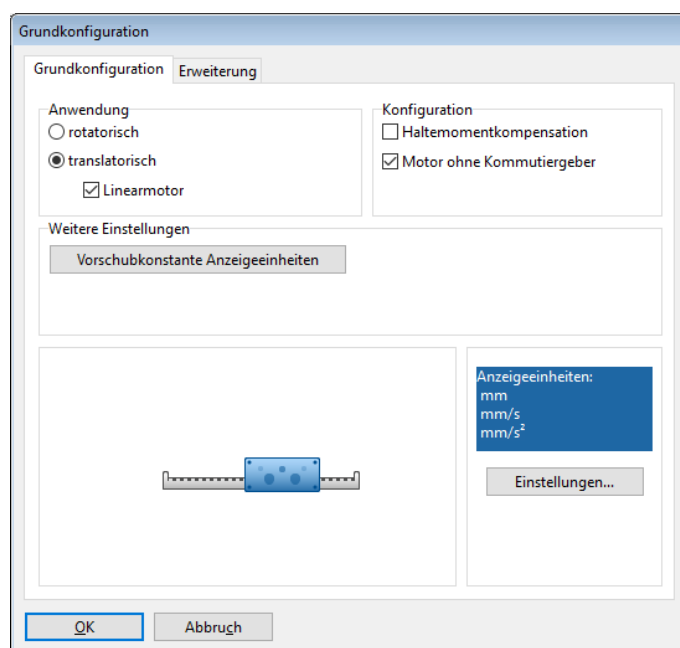 Grundkonfiguration
Grundkonfiguration
Erweiterung
Anwendung
rotatorisch
translatorisch
Linearmotor
Konfiguration
Haltemomentkompensation
Motor ohne Kommutiergeber
Weitere Einstellungen
Vorschubkonstante Anzeigeeinheiten
Anzeigeeinheiten:
mm
mm/s
mm/s²
Einstellungen...
OK
Abbruch